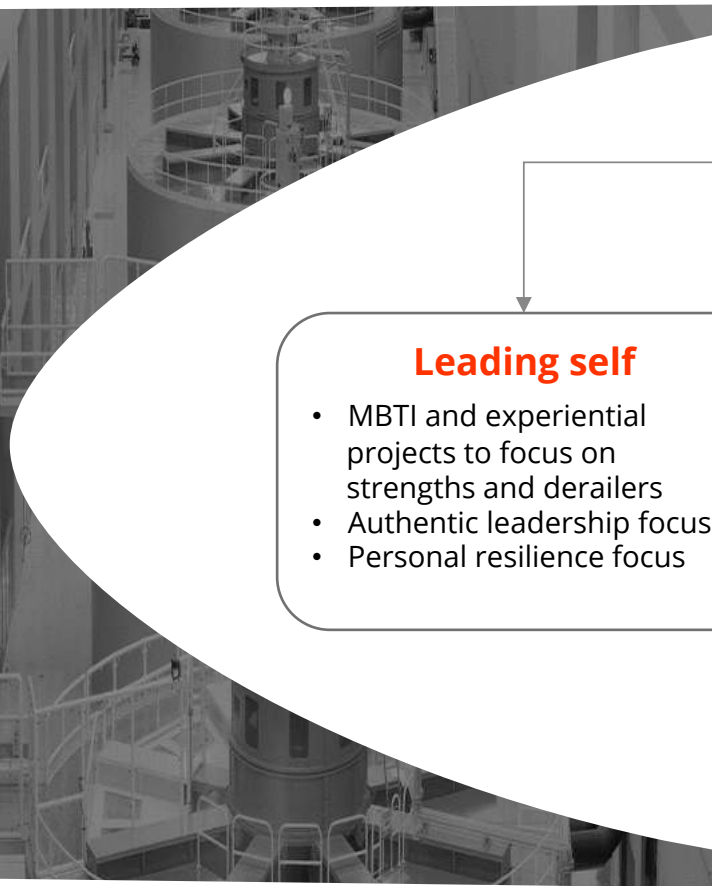 Leading self
• MBTI and experiential
projects to focus on
strengths and derailers
• Authentic leadership focus
• Personal resilience focus